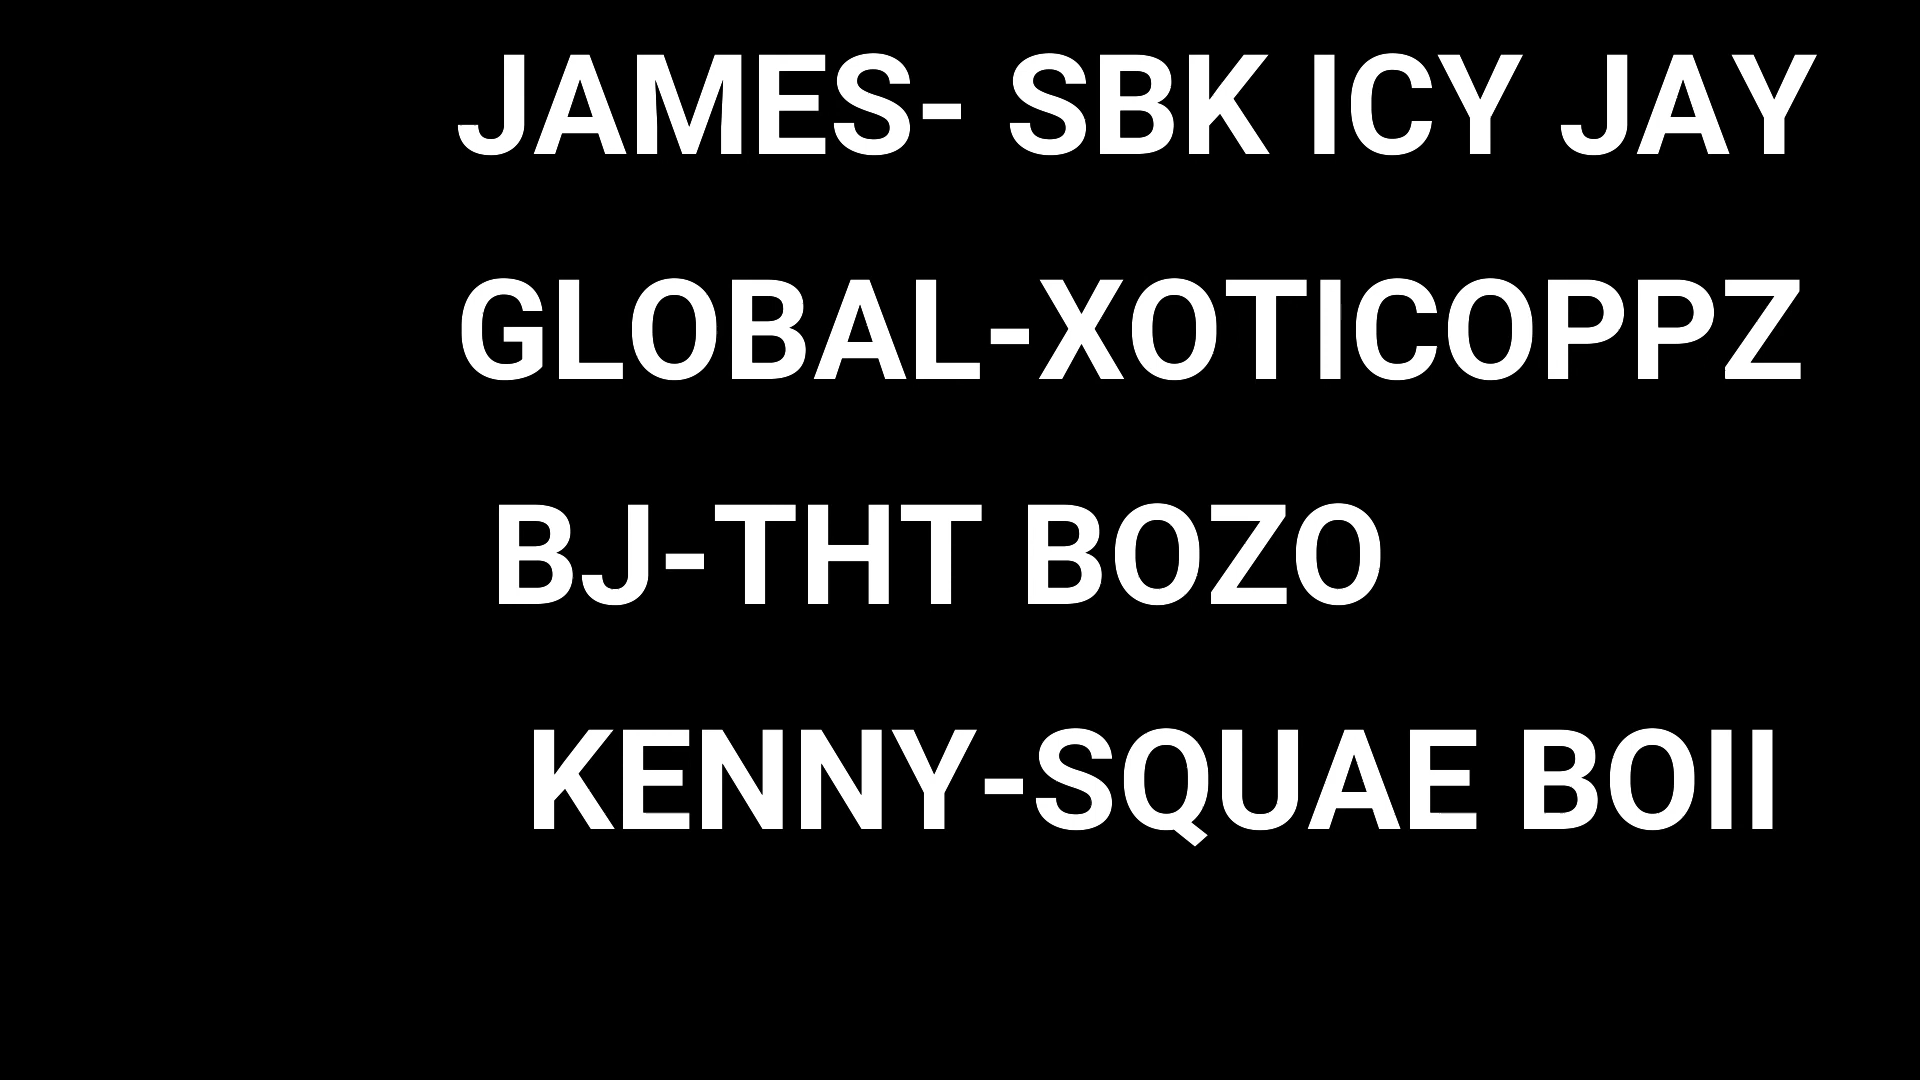 JAMES- SBK ICY JAY
GLOBAL-XOTICOPPZ
BJ-THT BOZO
KENNY-SQUAE BOII